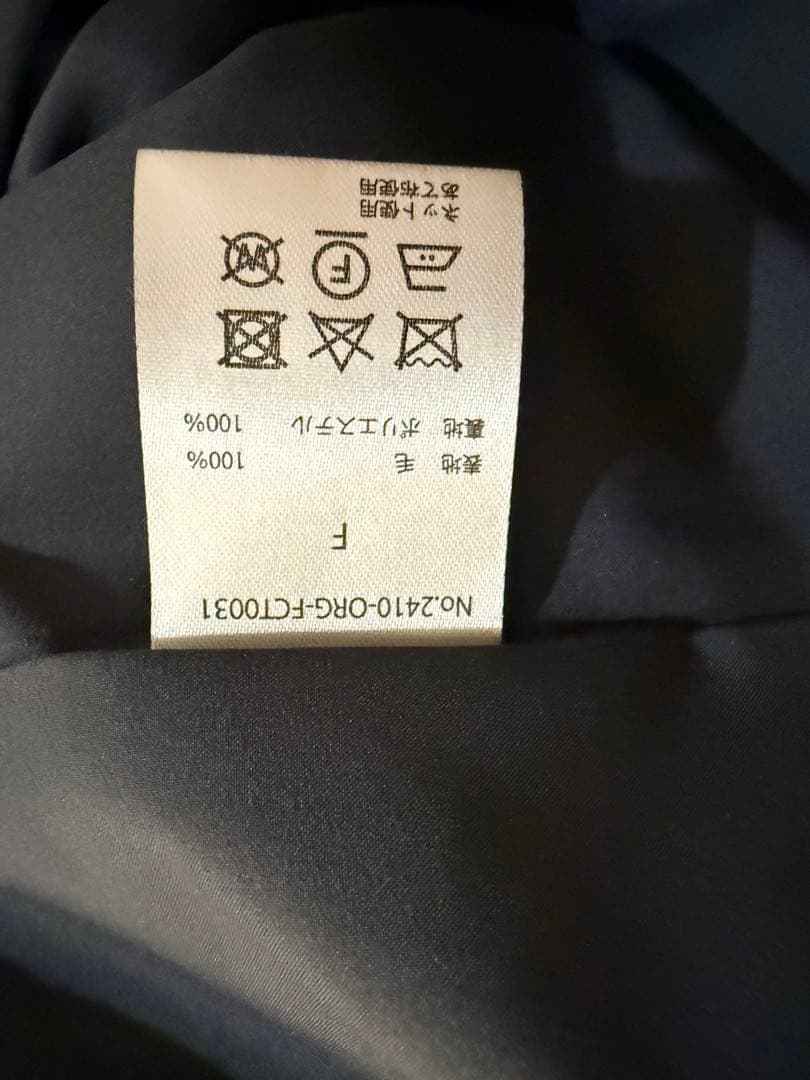 No.2410-ORG-FCT0031
F
表地 毛 100%
裏地 ポリエステル 100%
F W
ネット使用
あて布使用